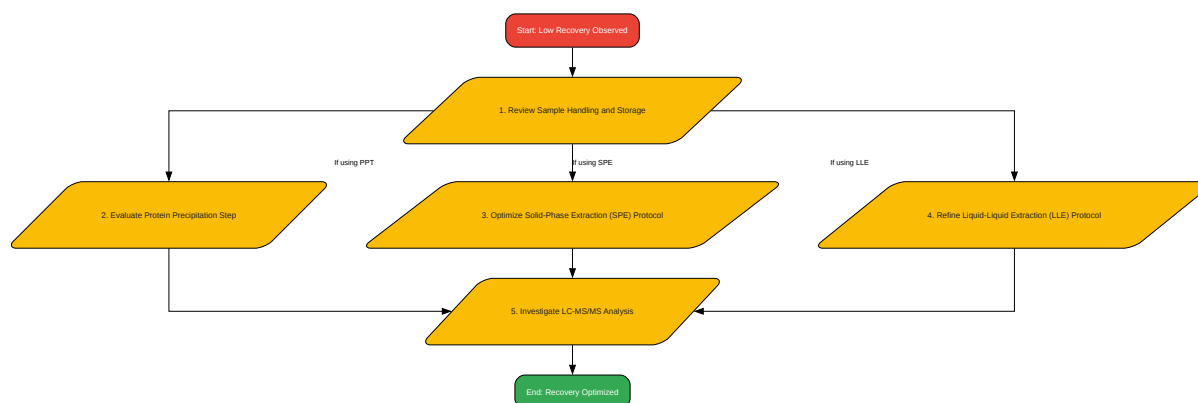 Start: Low Recovery Observed
1. Review Sample Handling and Storage
If using PPT
If using SPE
If using LLE
2. Evaluate Protein Precipitation Step
3. Optimize Solid-Phase Extraction (SPE) Protocol
4. Refine Liquid-Liquid Extraction (LLE) Protocol
5. Investigate LC-MS/MS Analysis
End: Recovery Optimized